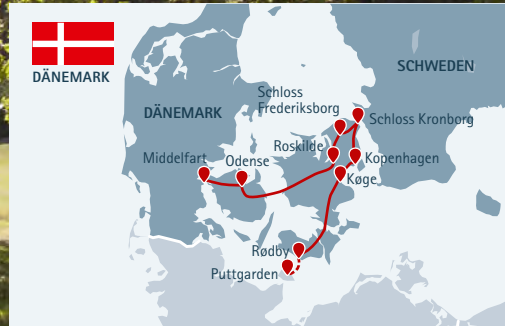 DÄNEMARK
SCHWEDEN
DÄNEMARK
Schloss
Frederiksborg
Schloss Kronborg
Roskilde
Kopenhagen
Middelfart
Odense
Køge
Rødby
Puttgarden